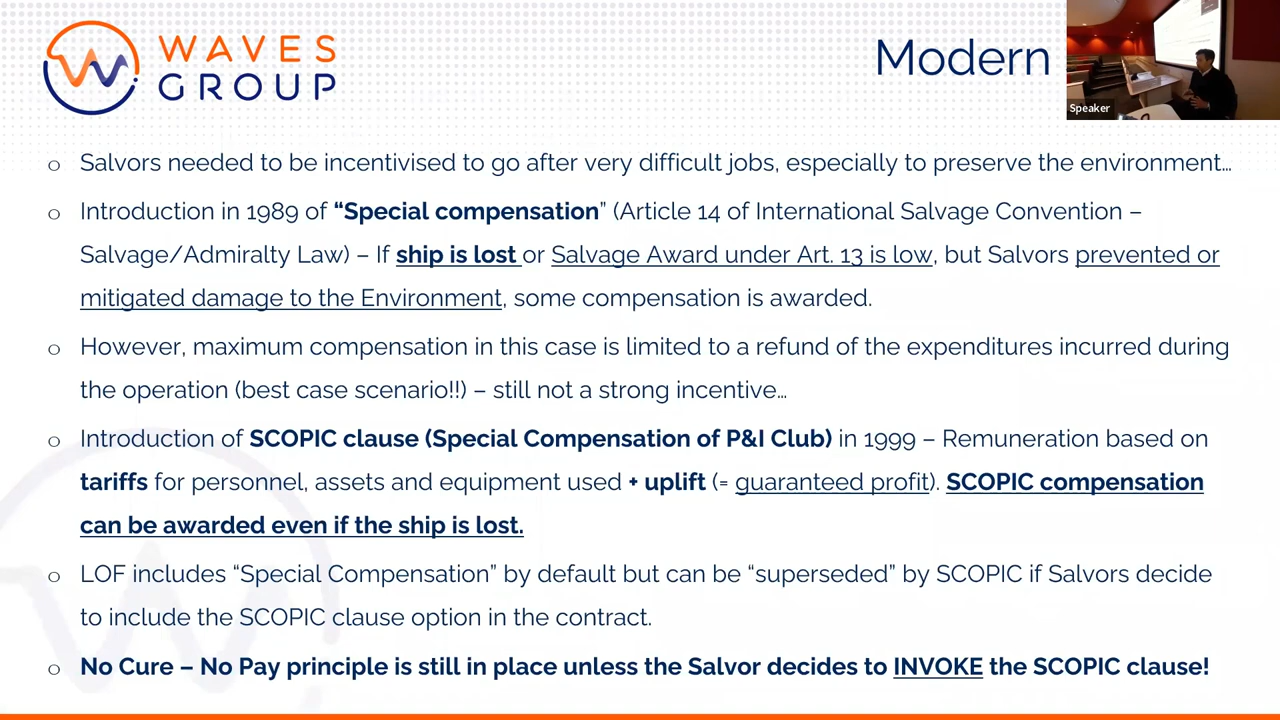 WAVES
GROUP
Modern
Speaker
o Salvors needed to be incentivised to go after very difficult jobs, especially to preserve the environment…
o Introduction in 1989 of “Special compensation” (Article 14 of International Salvage Convention –
Salvage/Admiralty Law) – If ship is lost or Salvage Award under Art. 13 is low, but Salvors prevented or
mitigated damage to the Environment, some compensation is awarded.
o However, maximum compensation in this case is limited to a refund of the expenditures incurred during
the operation (best case scenario!!) – still not a strong incentive…
o Introduction of SCOPIC clause (Special Compensation of P&I Club) in 1999 – Remuneration based on
tariffs for personnel, assets and equipment used + uplift (= guaranteed profit). SCOPIC compensation
can be awarded even if the ship is lost.
o LOF includes “Special Compensation” by default but can be “superseded” by SCOPIC if Salvors decide
to include the SCOPIC clause option in the contract.
o No Cure – No Pay principle is still in place unless the Salvor decides to INVOKE the SCOPIC clause!